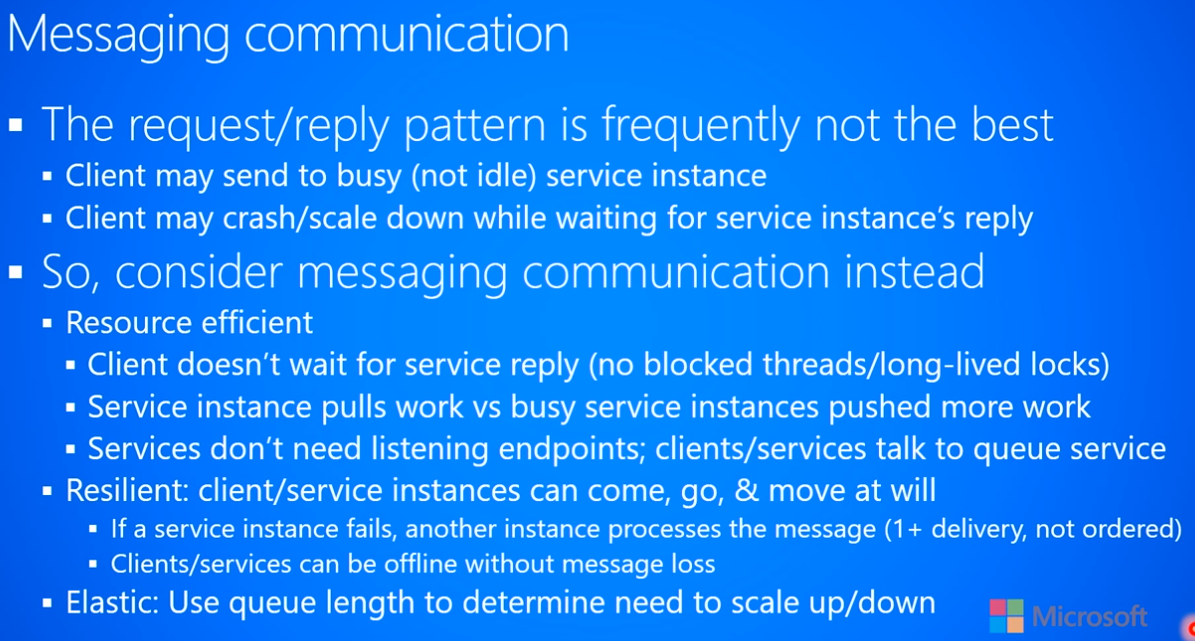 Messaging communication
▪ The request/reply pattern is frequently not the best
▪ Client may send to busy (not idle) service instance
▪ Client may crash/scale down while waiting for service instance's reply
▪ So, consider messaging communication instead
▪ Resource efficient
▪ Client doesn't wait for service reply (no blocked threads/long-lived locks)
▪ Service instance pulls work vs busy service instances pushed more work
▪ Services don't need listening endpoints; clients/services talk to queue service
▪ Resilient: client/service instances can come, go, & move at will
▪ If a service instance fails, another instance processes the message (1+ delivery, not ordered)
▪ Clients/services can be offline without message loss
▪ Elastic: Use queue length to determine need to scale up/down
Microsoft